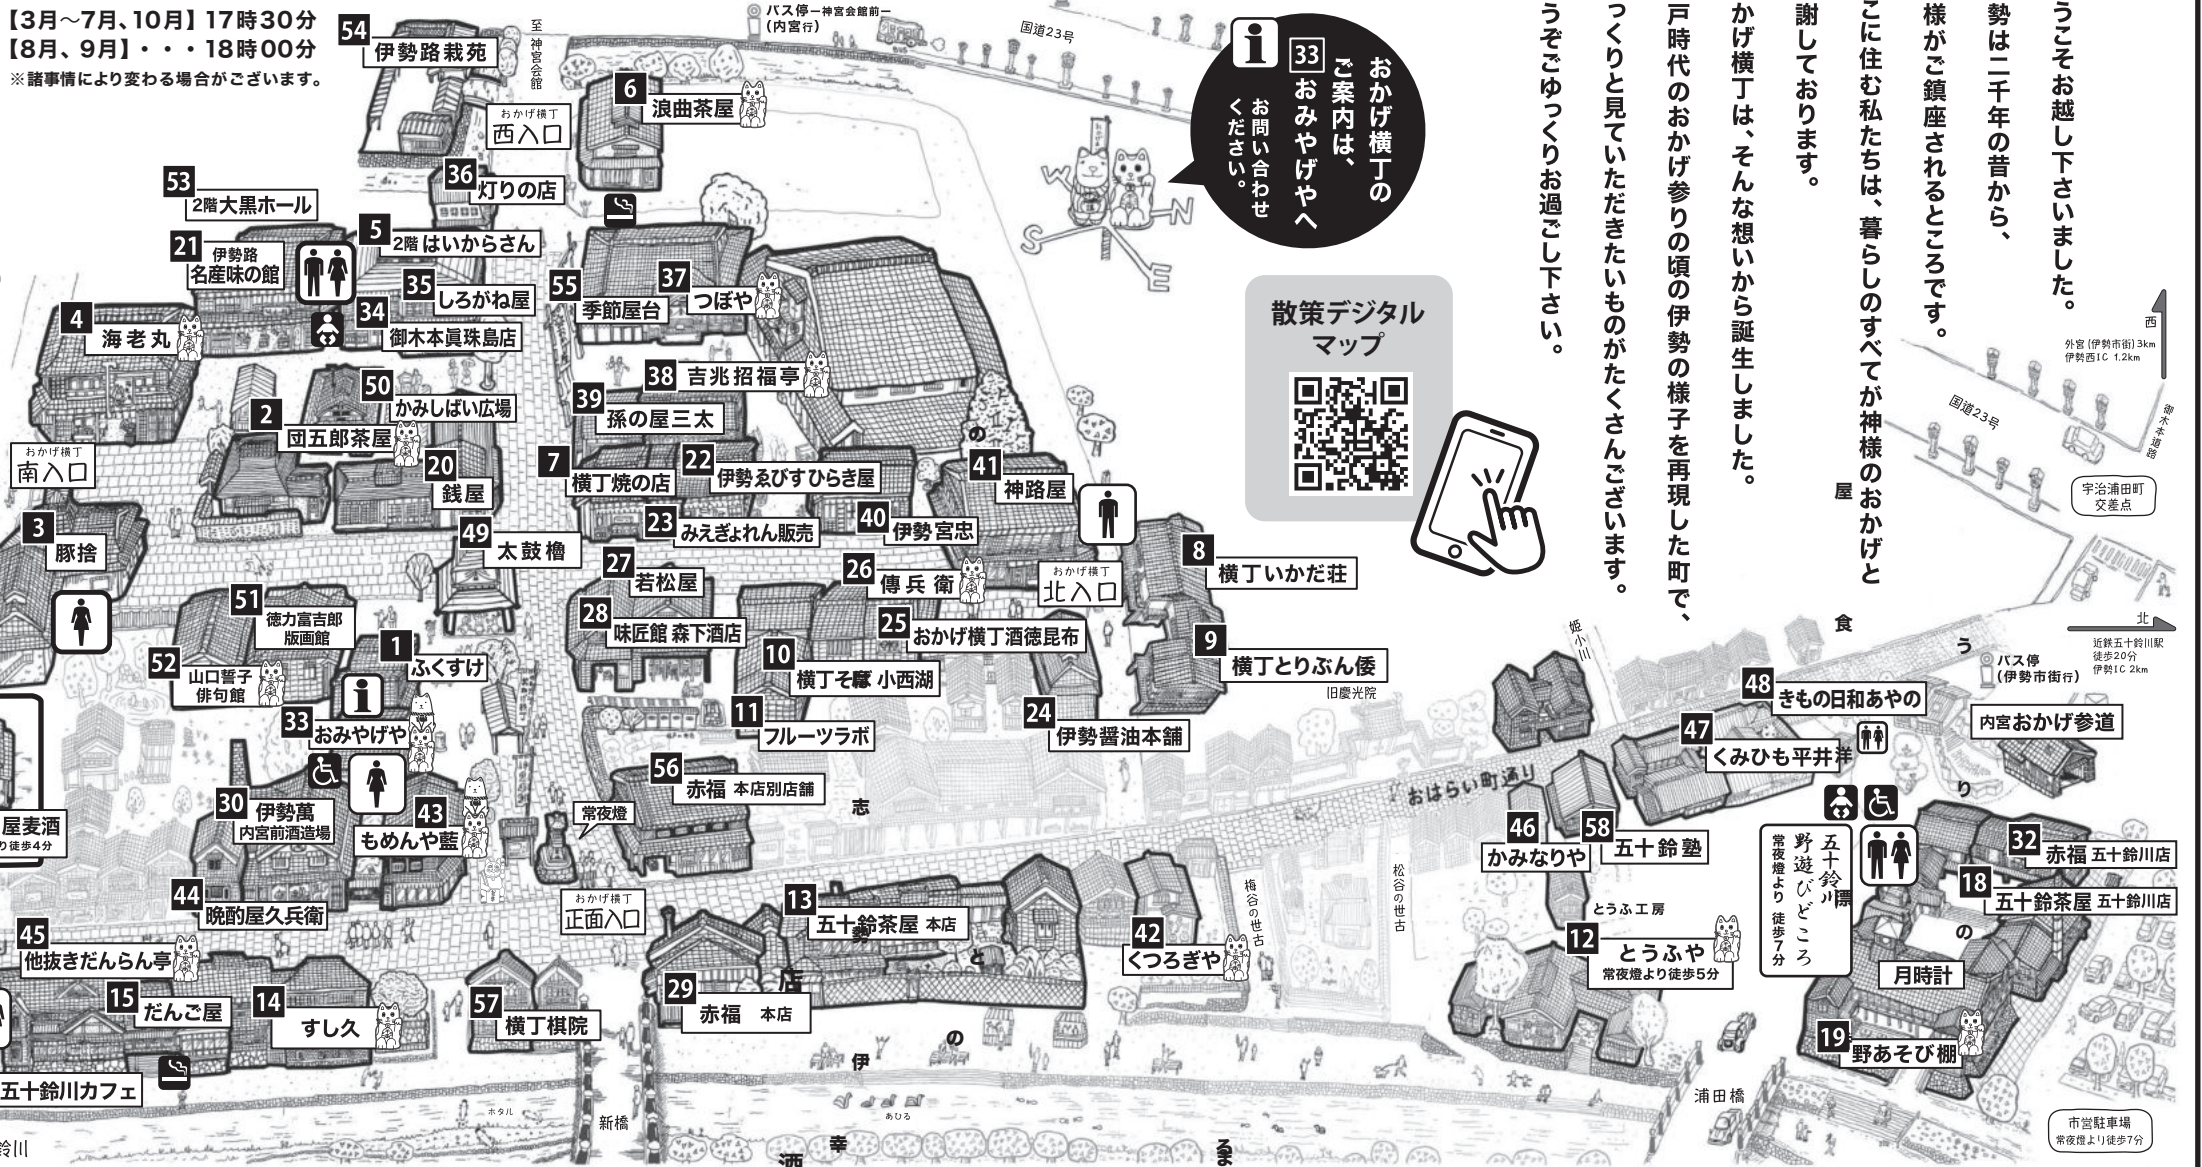 【3月〜7月、10月】17時30分
【8月、9月】・・・18時00分
※諸事情により変わる場合がございます。
うこそお越し下さいました。
勢は二千年の昔から、
様がご鎮座されるところです。
こに住む私たちは、暮らしのすべてが神様のおかげと
謝しております。
かげ横丁は、そんな想いから誕生しました。
戸時代のおかげ参りの頃の伊勢の様子を再現した町で、
っくりと見ていただきたいものがたくさんございます。
うぞごゆっくりお過ごし下さい。
おかげ横丁の
ご案内は、
33 おみやげやへ
お問い合わせ
ください。
散策デジタル
マップ
W
N
S
E
54 伊勢路栽苑
至 神宮会館
バス停ー神宮会館前ー
(内宮行)
国道23号
おかげ横丁
西入口
6 浪曲茶屋
36 灯りの店
53 2階大黒ホール
21 伊勢路
名産味の館
5 2階はいからさん
35 しろがね屋
34 御木本眞珠島店
4 海老丸
55 季節屋台
37 つぼや
38 吉兆招福亭
39 孫の屋三太
50 かみしばい広場
2 団五郎茶屋
20 銭屋
おかげ横丁
南入口
7 横丁焼の店
22 伊勢ゑびすひらき屋
の
41 神路屋
3 豚捨
49 太鼓櫓
23 みえぎょれん販売
40 伊勢宮忠
27 若松屋
26 傳兵衛
おかげ横丁
北入口
8 横丁いかだ荘
51 徳力富吉郎
版画館
28 味匠館 森下酒店
25 おかげ横丁酒徳昆布
9 横丁とりぶん倭
旧慶光院
52 山口誓子
俳句館
1 ふくすけ
10 横丁そば 小西湖
33 おみやげや
11 フルーツラボ
24 伊勢醤油本舗
56 赤福 本店別店舗
志
常夜燈
30 伊勢萬
内宮前酒造場
43 もめんや藍
屋麦酒
り徒歩4分
44 晩酌屋久兵衛
おかげ横丁
正面入口
13 五十鈴茶屋 本店
勢
と
店
45 他抜きだんらん亭
15 だんご屋
14 すし久
57 横丁棋院
29 赤福 本店
42 くつろぎや
五十鈴川カフェ
鈴川
ホタル
新橋
あひる
の
伊
幸
酒
おはらい町通り
梅谷の世古
松谷の世古
姫小川
46 かみなりや
58 五十鈴塾
47 くみひも平井洋
48 きもの日和あやの
とうふ工房
12 とうふや
常夜燈より徒歩5分
五十鈴川
野遊びどころ
常夜燈より 徒歩7分
内宮おかげ参道
32 赤福 五十鈴川店
18 五十鈴茶屋 五十鈴川店
月時計
19 野あそび棚
浦田橋
市営駐車場
常夜燈より徒歩7分
バス停
(伊勢市街行)
北
近鉄五十鈴川駅
徒歩20分
伊勢IC 2km
西
外宮(伊勢市街)3km
伊勢西IC 1.2km
国道23号
御木本道路
宇治浦田町
交差点
屋
食
う
り
の